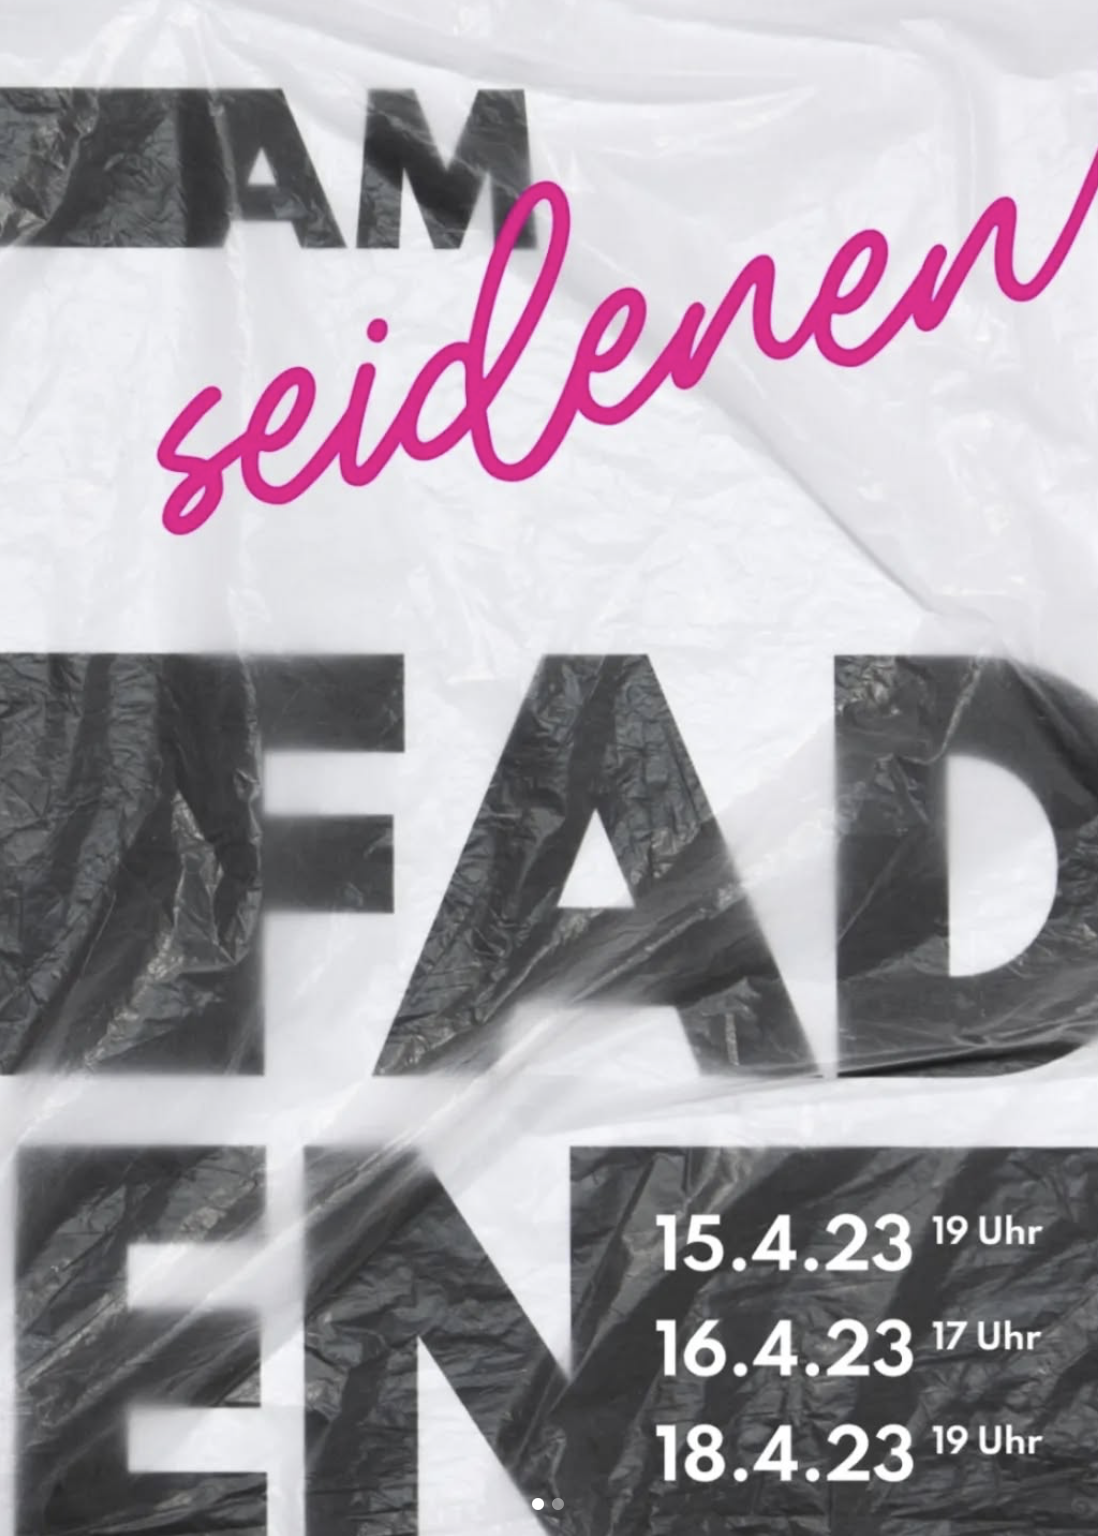 AM
seidenen
FAD
EN
15.4.23 19 Uhr
16.4.23 17 Uhr
18.4.23 19 Uhr